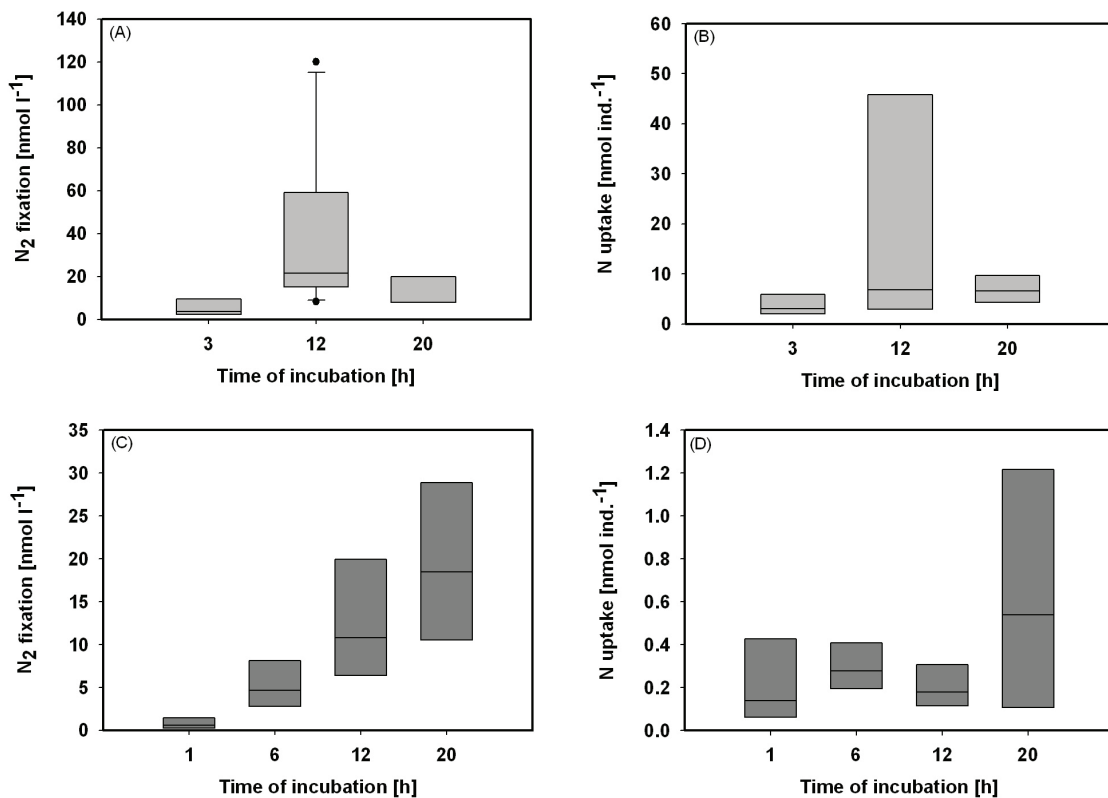 (A)
N2 fixation [nmol l-1]
140
120
100
80
60
40
20
0
3 12 20
Time of incubation [h]
(B)
N uptake [nmol ind.-1]
60
50
40
30
20
10
0
3 12 20
Time of incubation [h]
(C)
N2 fixation [nmol l-1]
35
30
25
20
15
10
5
0
1 6 12 20
Time of incubation [h]
(D)
N uptake [nmol ind.-1]
1.4
1.2
1.0
0.8
0.6
0.4
0.2
0.0
1 6 12 20
Time of incubation [h]